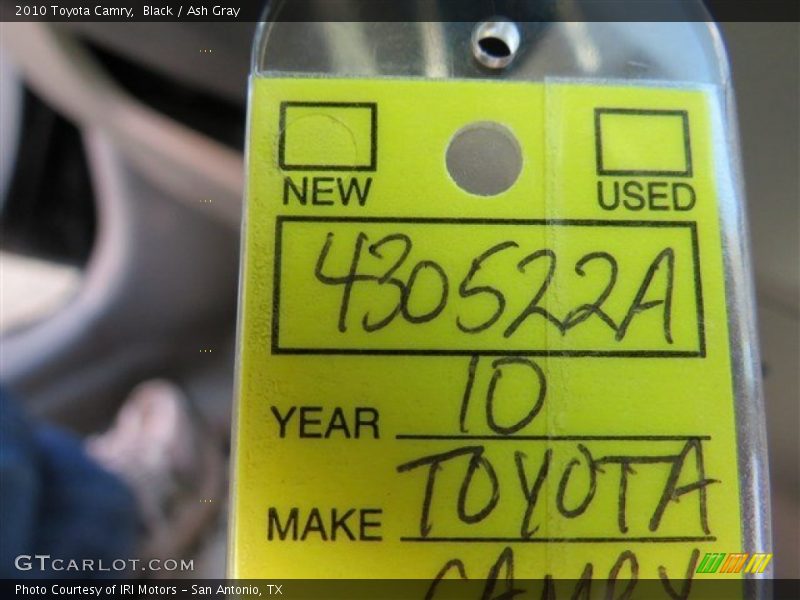 2010 Toyota Camry,  Black / Ash Gray
NEW
USED
430522A
YEAR 10
MAKE TOYOTA
CAMRY
GTCARLOT.COM
Photo Courtesy of IRI Motors – San Antonio, TX